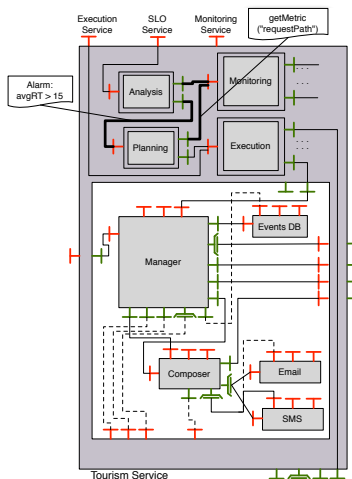 Execution
Service
SLO
Service
Monitoring
Service
getMetric
("requestPath")
Alarm:
avgRT > 15
Analysis
Monitoring
Planning
Execution
Events DB
Manager
Composer
Email
SMS
Tourism Service